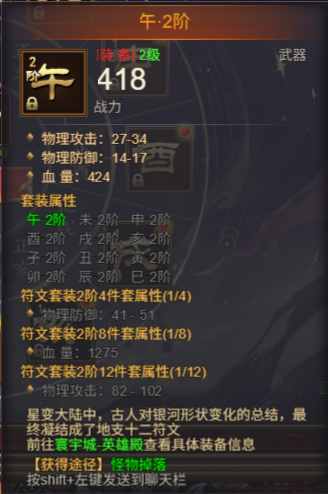 午·2阶
2阶 午
[装备]2级
武器
418
战力
物理攻击：27-34
物理防御：14-17
血 量：424
套装属性
午·2阶 未·2阶 申·2阶
酉·2阶 戌·2阶 亥·2阶
子·2阶 丑·2阶 寅·2阶
卯·2阶 辰·2阶 巳·2阶
符文套装2阶4件套属性(1/4)
物理防御：41 - 51
符文套装2阶8件套属性(1/8)
血 量：1275
符文套装2阶12件套属性(1/12)
物理攻击：82 - 102
星变大陆中，古人对银河形状变化的总结，最
终凝结成了地支十二符文
前往寰宇城-英雄殿查看具体装备信息
【获得途径】怪物掉落
按shift+左键发送到聊天栏
酉